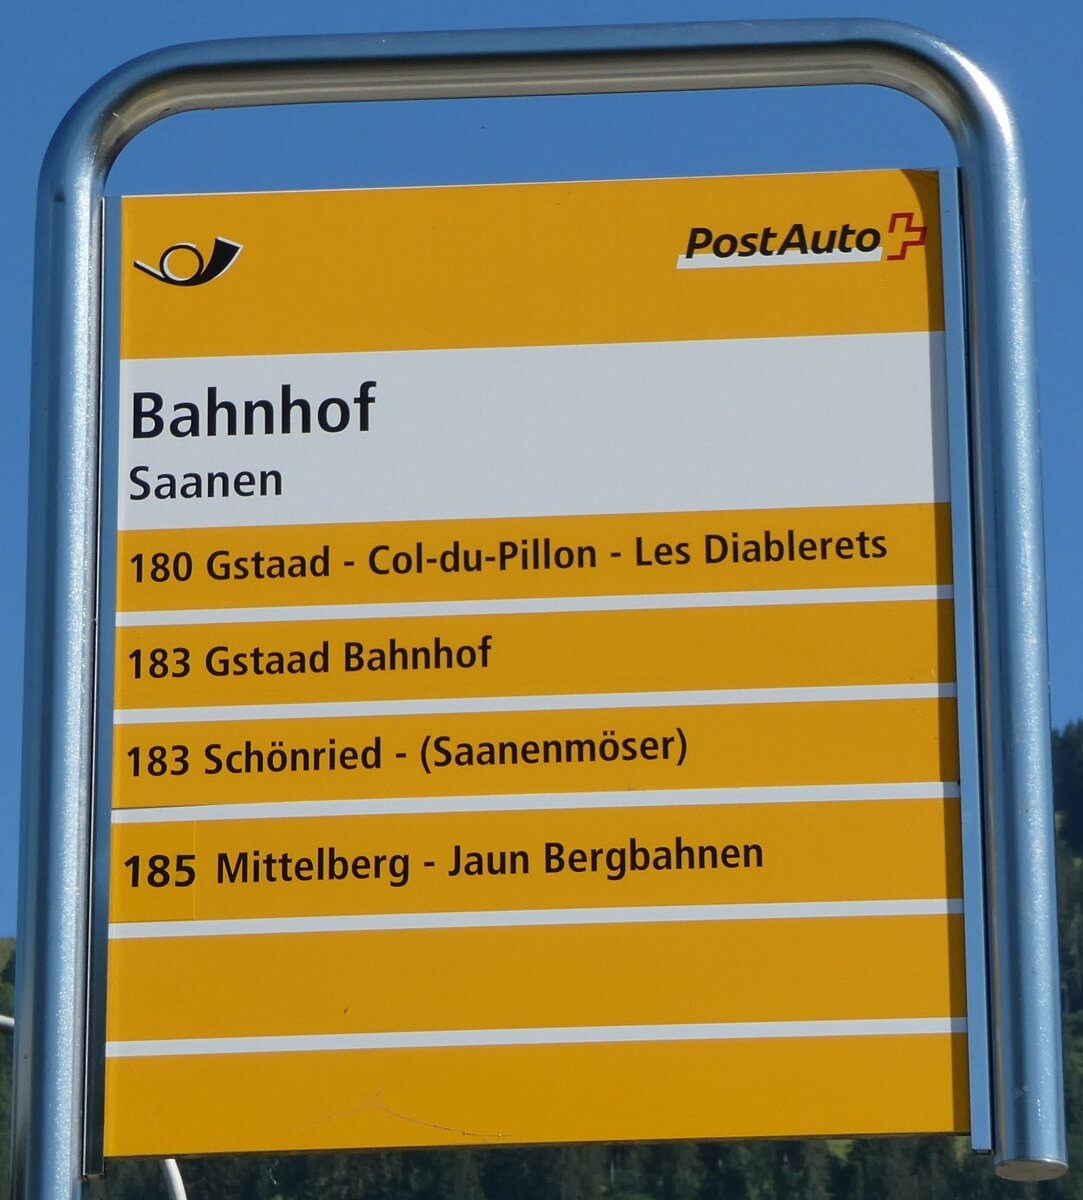 PostAuto
Bahnhof
Saanen
180 Gstaad - Col-du-Pillon - Les Diablerets
183 Gstaad Bahnhof
183 Schönried - (Saanenmöser)
185 Mittelberg - Jaun Bergbahnen